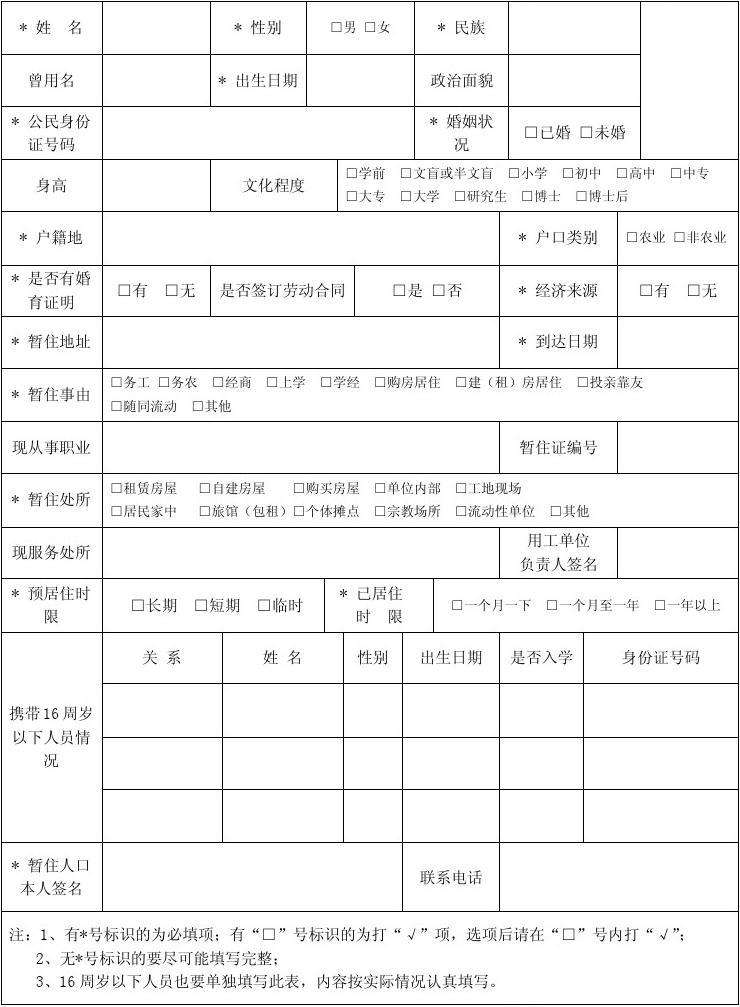 * 姓　名　* 性别　□男 □女　* 民族
曾用名　* 出生日期　政治面貌
* 公民身份
证号码
* 婚姻状
况
□已婚 □未婚
身高　文化程度
□学前　□文盲或半文盲　□小学　□初中　□高中　□中专
□大专　□大学　□研究生　□博士　□博士后
* 户籍地　* 户口类别　□农业 □非农业
* 是否有婚
育证明
□有　□无　是否签订劳动合同　□是 □否　* 经济来源　□有　□无
* 暂住地址　* 到达日期
* 暂住事由
□务工 □务农　□经商　□上学　□学经　□购房居住　□建（租）房居住　□投亲靠友
□随同流动　□其他
现从事职业　暂住证编号
* 暂住处所
□租赁房屋　□自建房屋　□购买房屋　□单位内部　□工地现场
□居民家中　□旅馆（包租）□个体摊点　□宗教场所　□流动性单位　□其他
现服务处所
用工单位
负责人签名
* 预居住时
限
□长期　□短期　□临时
* 已居住
时　限
□一个月一下　□一个月至一年　□一年以上
携带16周岁
以下人员情
况
关 系　姓 名　性别　出生日期　是否入学　身份证号码
* 暂住人口
本人签名
联系电话
注：1、有*号标识的为必填项；有“□”号标识的为打“√”项，选项后请在“□”号内打“√”；
2、无*号标识的要尽可能填写完整；
3、16周岁以下人员也要单独填写此表，内容按实际情况认真填写。